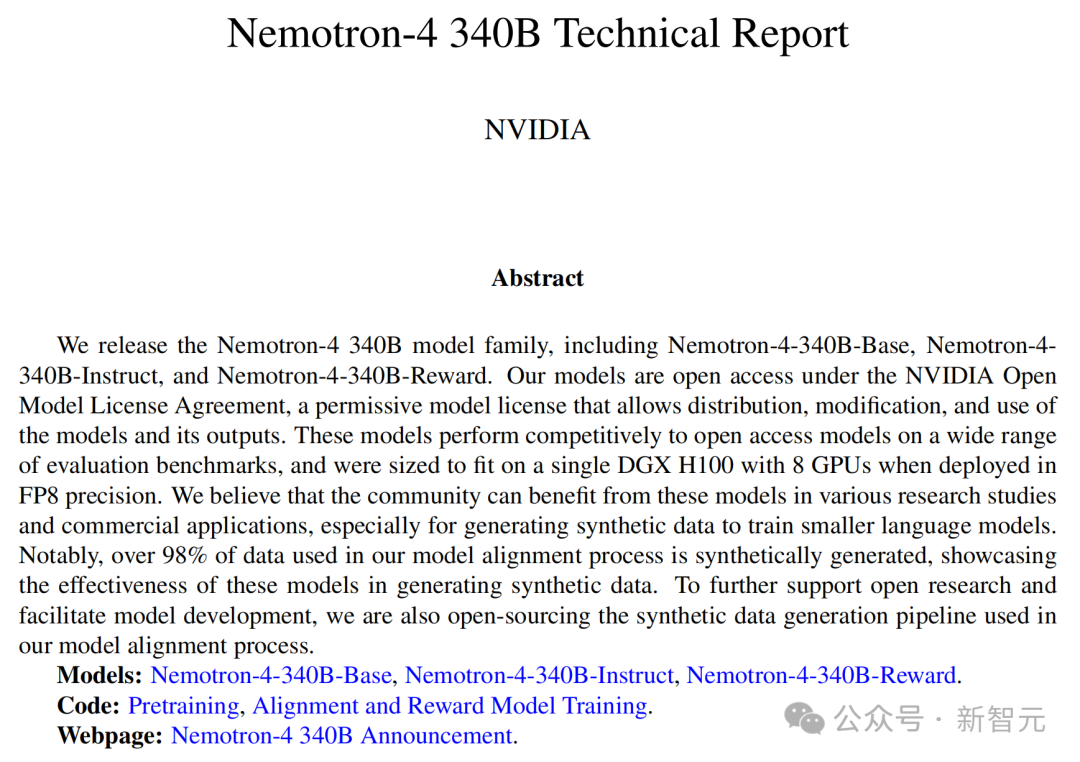 Nemotron-4 340B Technical Report
NVIDIA
Abstract
We release the Nemotron-4 340B model family, including Nemotron-4-340B-Base, Nemotron-4-
340B-Instruct, and Nemotron-4-340B-Reward. Our models are open access under the NVIDIA Open
Model License Agreement, a permissive model license that allows distribution, modification, and use of
the models and its outputs. These models perform competitively to open access models on a wide range
of evaluation benchmarks, and were sized to fit on a single DGX H100 with 8 GPUs when deployed in
FP8 precision. We believe that the community can benefit from these models in various research studies
and commercial applications, especially for generating synthetic data to train smaller language models.
Notably, over 98% of data used in our model alignment process is synthetically generated, showcasing
the effectiveness of these models in generating synthetic data. To further support open research and
facilitate model development, we are also open-sourcing the synthetic data generation pipeline used in
our model alignment process.
Models: Nemotron-4-340B-Base, Nemotron-4-340B-Instruct, Nemotron-4-340B-Reward.
Code: Pretraining, Alignment and Reward Model Training.
Webpage: Nemotron-4 340B Announcement.
公众号 · 新智元